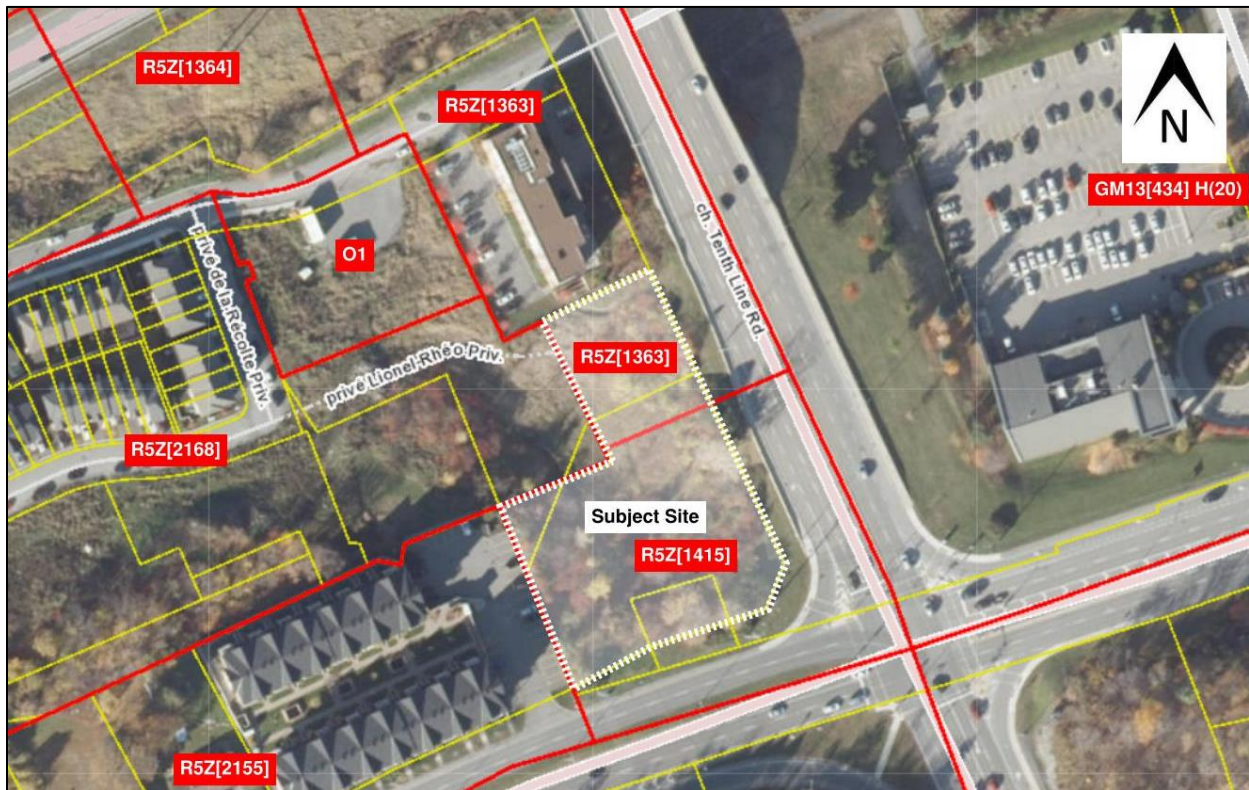 R5Z[1364]
R5Z[1363]
N
GM13[434] H(20)
ch. Tenth Line Rd.
O1
privé de la Récolte Priv.
privé Lionel-Rhéo Priv.
R5Z[1363]
R5Z[2168]
Subject Site
R5Z[1415]
R5Z[2155]